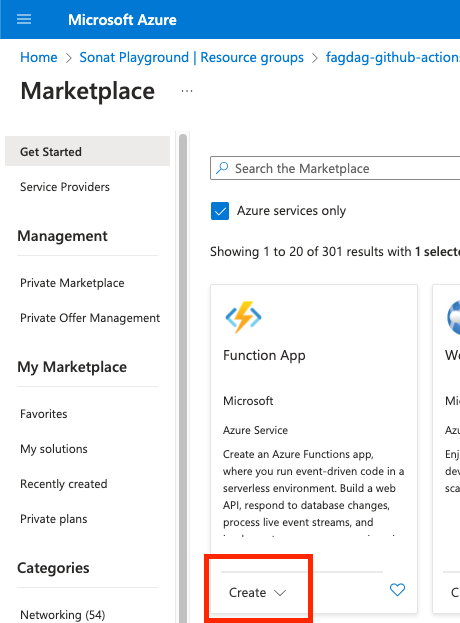 Microsoft Azure
Home > Sonat Playground | Resource groups > fagdag-github-action
Marketplace ...
Get Started
Service Providers
Management
Private Marketplace
Private Offer Management
My Marketplace
Favorites
My solutions
Recently created
Private plans
Categories
Networking (54)
Search the Marketplace
Azure services only
Showing 1 to 20 of 301 results with 1 selecte
Function App
Microsoft
Azure Service
Create an Azure Functions app,
where you run event-driven code in a
serverless environment. Build a web
API, respond to database changes,
process live event streams, and
Create
We
Mi
Azu
Enj
dev
sca
C